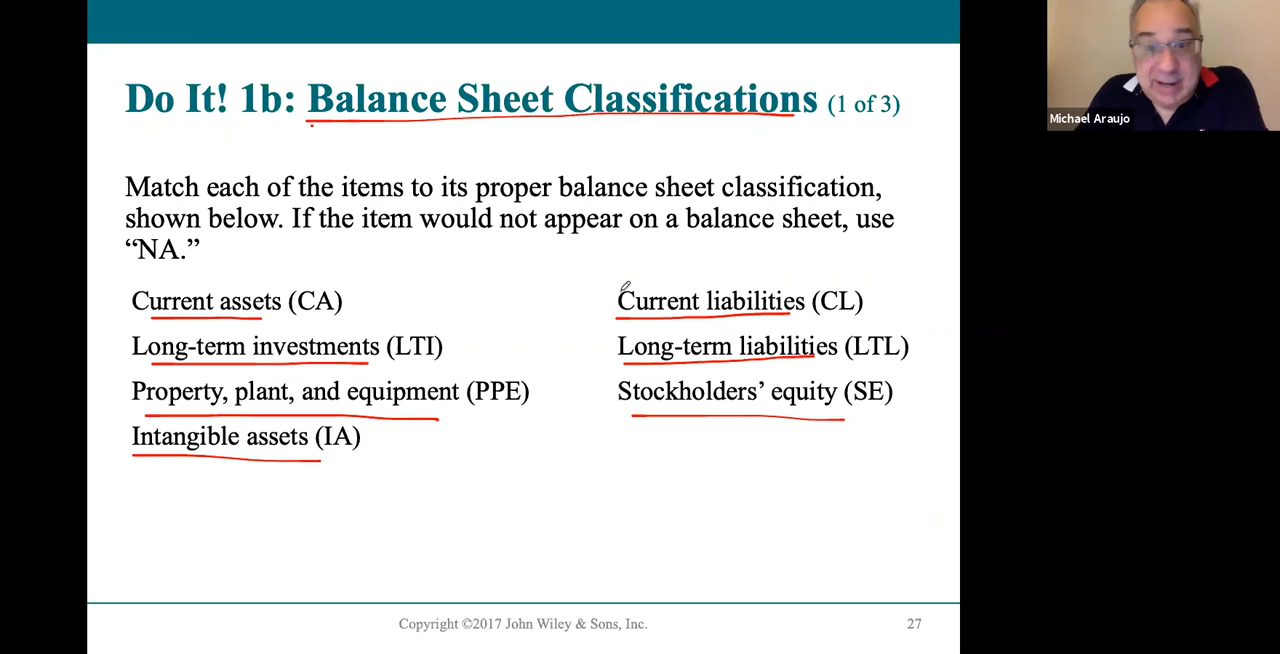 Do It! 1b: Balance Sheet Classifications (1 of 3)
Match each of the items to its proper balance sheet classification,
shown below. If the item would not appear on a balance sheet, use
“NA.”
Current assets (CA)
Long-term investments (LTI)
Property, plant, and equipment (PPE)
Intangible assets (IA)
Current liabilities (CL)
Long-term liabilities (LTL)
Stockholders’ equity (SE)
Copyright ©2017 John Wiley & Sons, Inc.
27
Michael Araujo